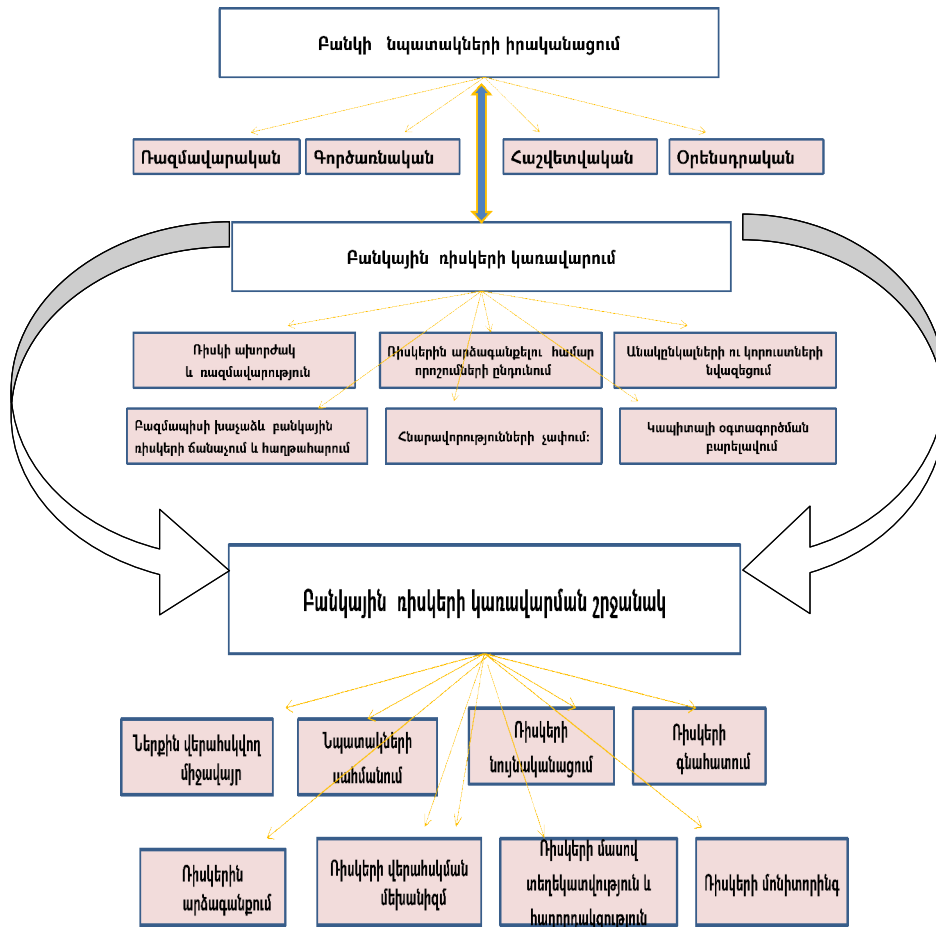 Բանկի նպատակների իրականացում
Ռազմավարական
Գործառնական
Հաշվետվական
Օրենսդրական
Բանկային ռիսկերի կառավարում
Ռիսկի ախորժակ
և ռազմավարություն
Ռիսկերին արձագանքելու համար
որոշումների ընդունում
Անակընկալների ու կորուստների
նվազեցում
Բազմապիսի խաչաձև բանկային
ռիսկերի ճանաչում և հաղթահարում
Հնարավորությունների չափում:
Կապիտալի օգտագործման
բարելավում
Բանկային ռիսկերի կառավարման շրջանակ
Ներքին վերահսկվող
միջավայր
Նպատակների
սահմանում
Ռիսկերի
նույնականացում
Ռիսկերի
գնահատում
Ռիսկերին
արձագանքում
Ռիսկերի վերահսկման
մեխանիզմ
Ռիսկերի մասով
տեղեկատվություն և
հաղորդակցություն
Ռիսկերի մոնիտորինգ